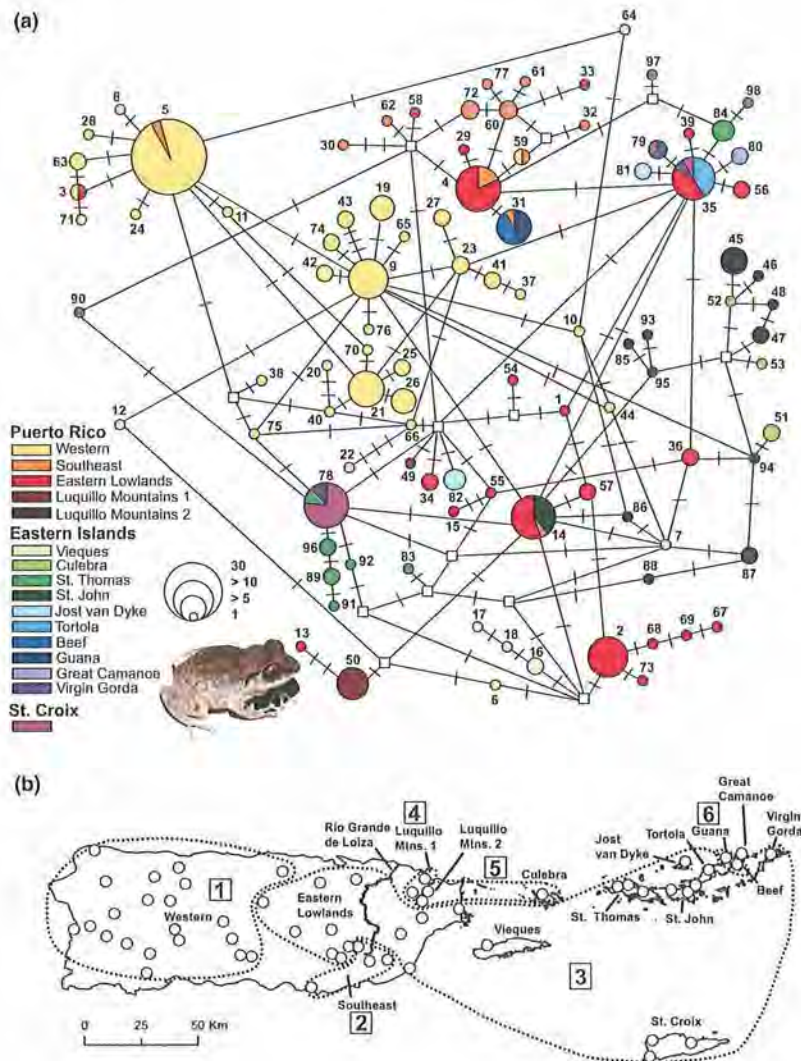 (a)
64
8
5
28
63
3
71
24
11
62
58
30
77
61
72
60
33
32
29
59
4
31
97
98
84
39
79
80
81
35
56
43
19
74
65
42
9
76
27
23
41
37
45
46
52
48
47
53
90
10
93
85
95
70
25
20
26
40
21
38
12
75
66
54
1
44
51
94
22
49
34
82
55
15
36
57
14
86
7
87
88
78
96
92
89
91
83
17
18
16
13
50
6
2
68
69
67
73
Puerto Rico
Western
Southeast
Eastern Lowlands
Luquillo Mountains 1
Luquillo Mountains 2
Eastern Islands
Vieques
Culebra
St. Thomas
St. John
Jost van Dyke
Tortola
Beef
Guana
Great Camanoe
Virgin Gorda
St. Croix
30
> 10
> 5
1
(b)
Río Grande
de Loiza
4
Luquillo
Mtns. 1
Luquillo
Mtns. 2
5
Culebra
6
Great
Camanoe
Tortola
Guana
Virgin
Gorda
Jost
van Dyke
Beef
St. Thomas
St. John
1
Western
Eastern
Lowlands
Vieques
3
2
Southeast
St. Croix
0 25 50 Km